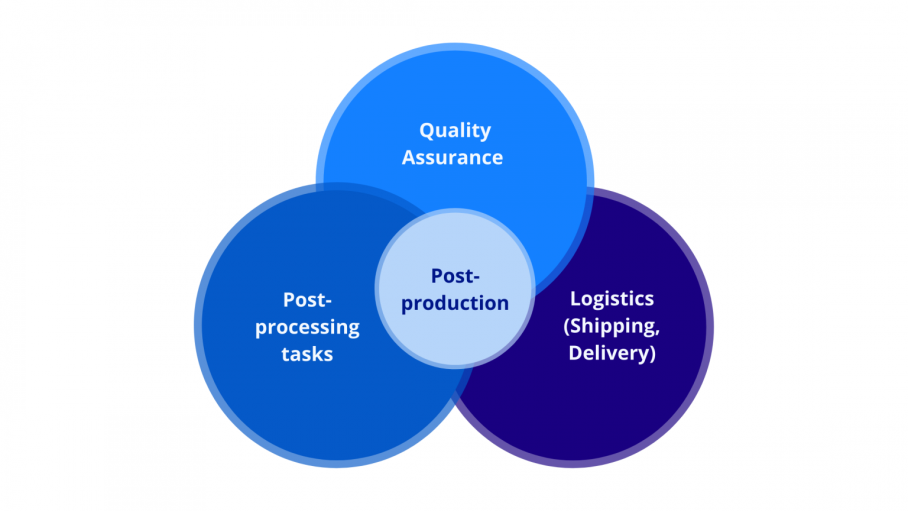 Quality
Assurance
Post-
production
Post-
processing
tasks
Logistics
(Shipping,
Delivery)